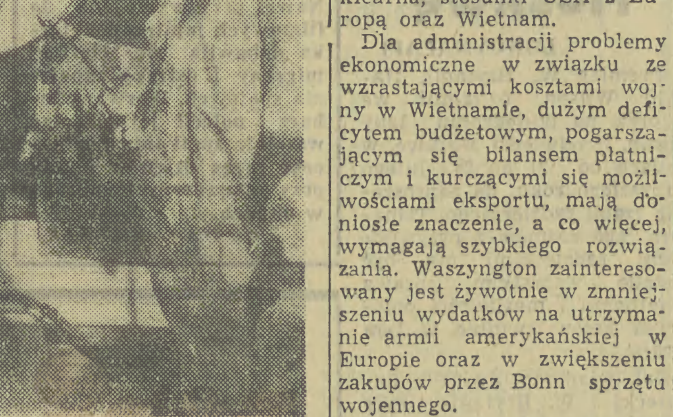 ropą oraz Wietnam.
Dla administracji problemy
ekonomiczne w związku ze
wzrastającymi kosztami woj-
ny w Wietnamie, dużym defi-
cytem budżetowym, pogarsza-
jącym się bilansem płatni-
czym i kurczącymi się możli-
wościami eksportu, mają do-
niosłe znaczenie, a co więcej,
wymagają szybkiego rozwią-
zania. Waszyngton zaintereso-
wany jest żywotnie w zmniej-
szeniu wydatków na utrzyma-
nie armii amerykańskiej w
Europie oraz w zwiększeniu
zakupów przez Bonn sprzętu
wojennego.